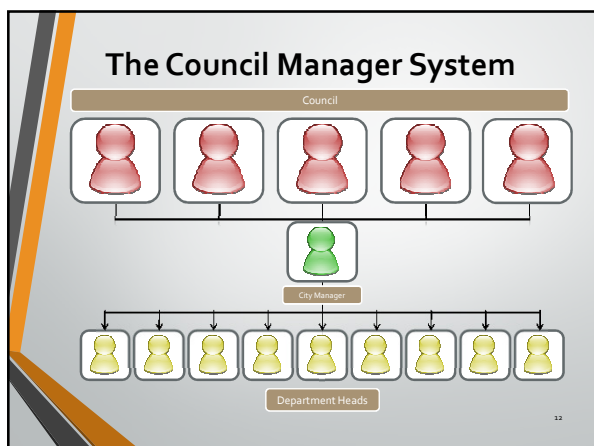 The Council Manager System
Council
City Manager
Department Heads
12